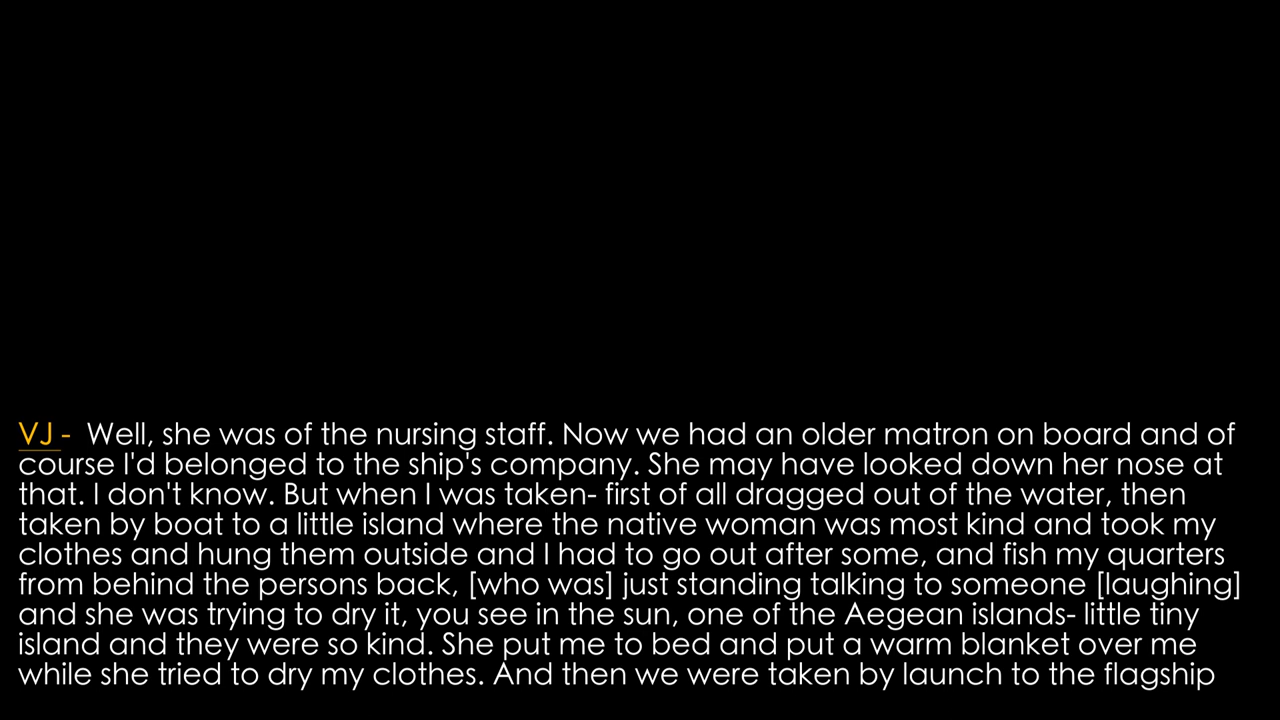 VJ -  Well, she was of the nursing staff. Now we had an older matron on board and of
course I'd belonged to the ship's company. She may have looked down her nose at
that. I don't know. But when I was taken- first of all dragged out of the water, then
taken by boat to a little island where the native woman was most kind and took my
clothes and hung them outside and I had to go out after some, and fish my quarters
from behind the persons back, [who was] just standing talking to someone [laughing]
and she was trying to dry it, you see in the sun, one of the Aegean islands- little tiny
island and they were so kind. She put me to bed and put a warm blanket over me
while she tried to dry my clothes. And then we were taken by launch to the flagship